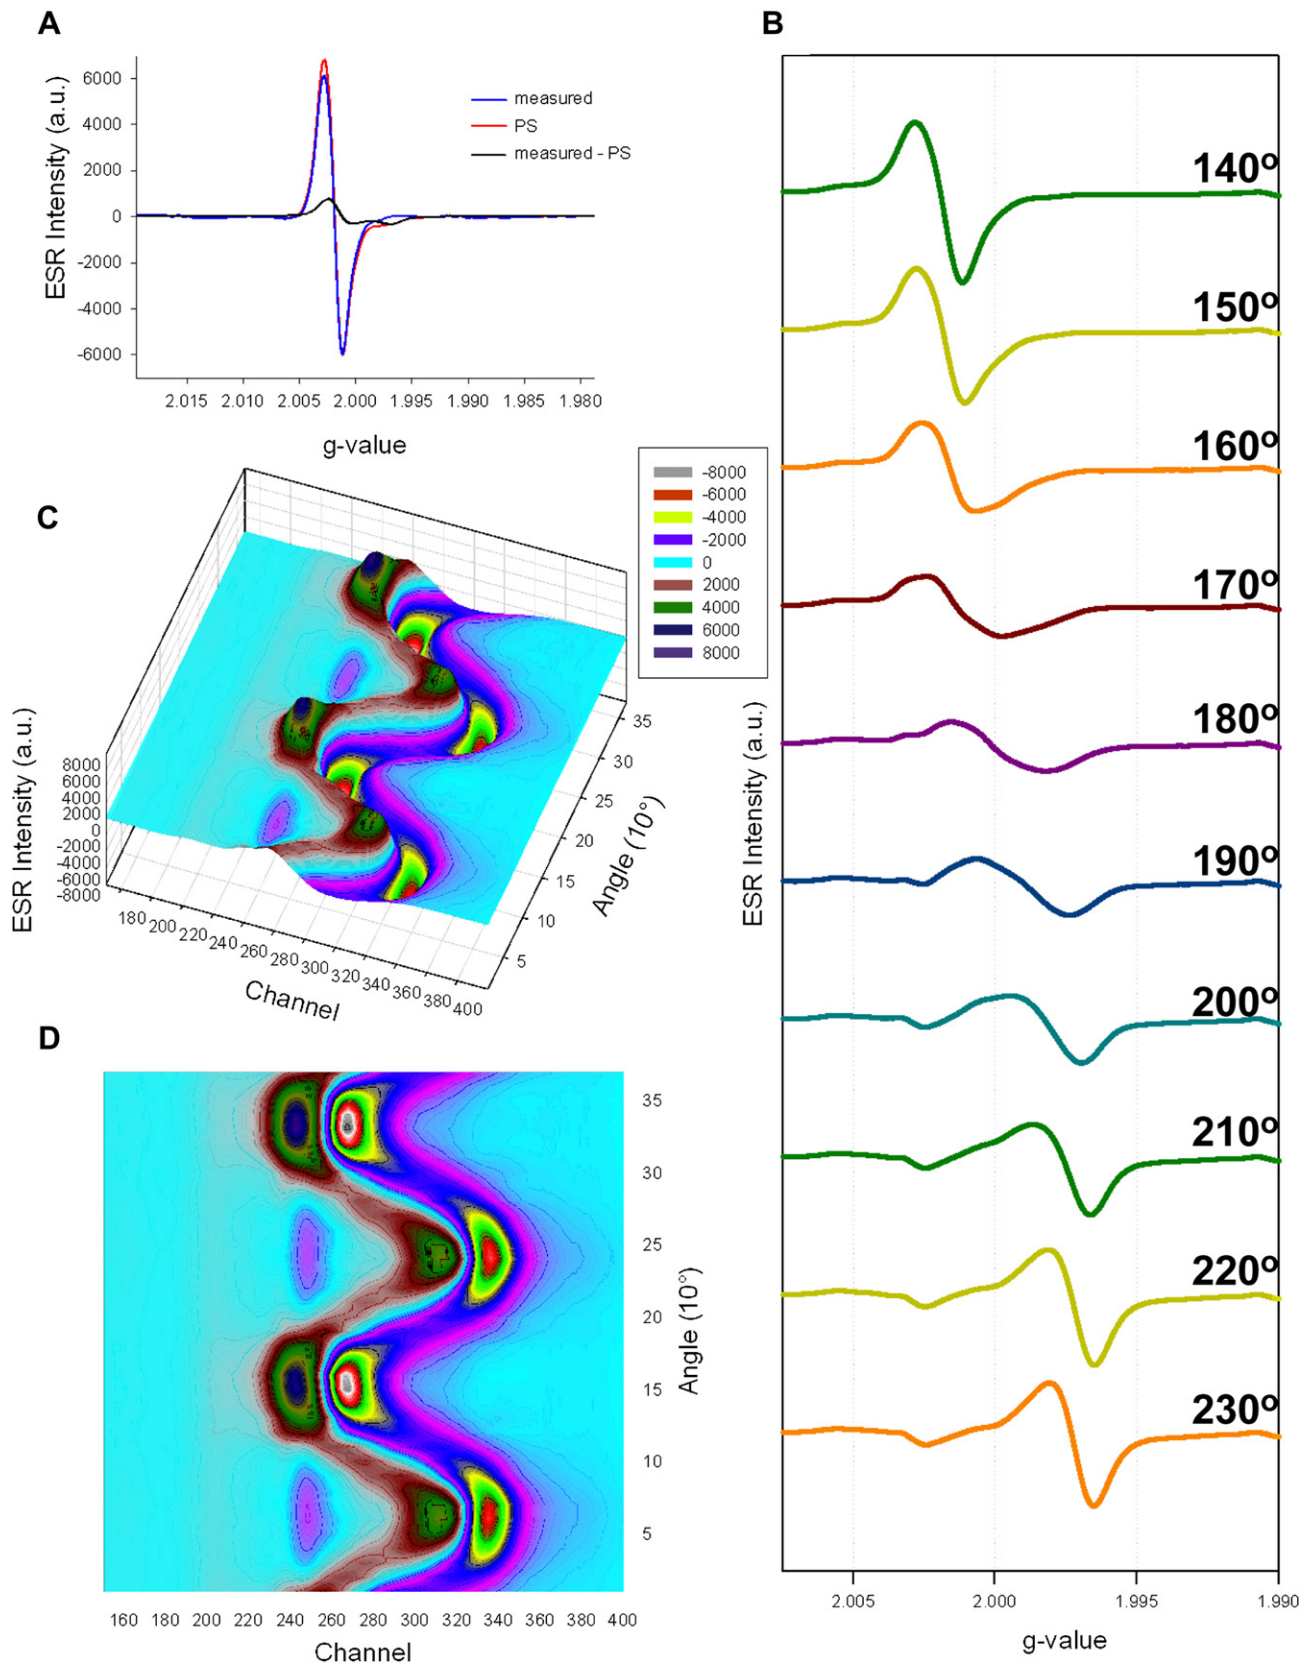 A
ESR Intensity (a.u.)
6000
4000
2000
0
-2000
-4000
-6000
measured
PS
measured - PS
2.015 2.010 2.005 2.000 1.995 1.990 1.985 1.980
g-value
B
ESR Intensity (a.u.)
140º
150º
160º
170º
180º
190º
200º
210º
220º
230º
2.005 2.000 1.995 1.990
g-value
C
-8000
-6000
-4000
-2000
0
2000
4000
6000
8000
ESR Intensity (a.u.)
8000
6000
4000
2000
0
-2000
-4000
-6000
-8000
180 200 220 240 260 280 300 320 340 360 380 400
Channel
35
30
25
20
15
10
5
Angle (10°)
D
35
30
25
20
15
10
5
Angle (10°)
160 180 200 220 240 260 280 300 320 340 360 380 400
Channel